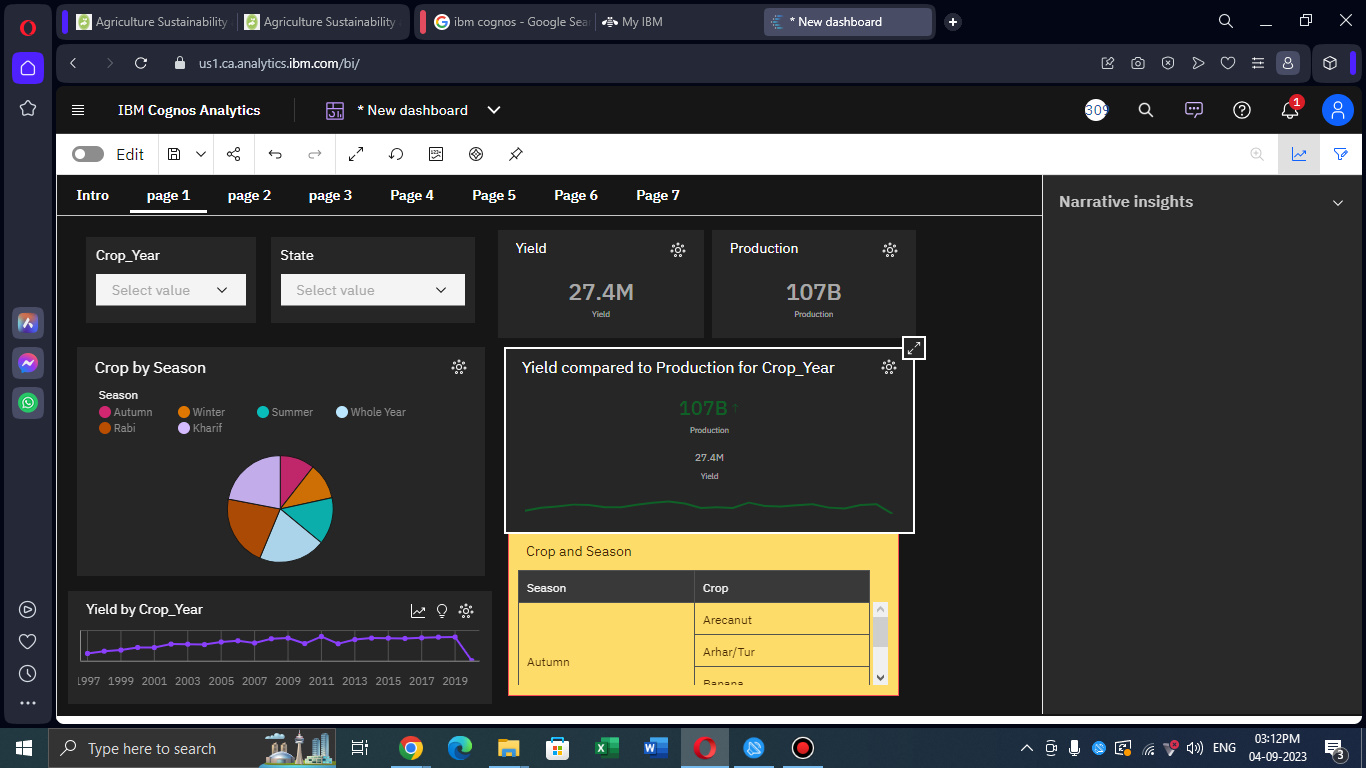 Agriculture Sustainability
Agriculture Sustainability
ibm cognos - Google Sea
My IBM
* New dashboard
us1.ca.analytics.ibm.com/bi/
IBM Cognos Analytics
* New dashboard
309
1
Edit
Intro
page 1
page 2
page 3
Page 4
Page 5
Page 6
Page 7
Narrative insights
Crop_Year
Select value
State
Select value
Yield
27.4M
Yield
Production
107B
Production
Crop by Season
Season
Autumn
Winter
Summer
Whole Year
Rabi
Kharif
Yield compared to Production for Crop_Year
107B ↑
Production
27.4M
Yield
Crop and Season
Season
Crop
Autumn
Arecanut
Arhar/Tur
Banana
Yield by Crop_Year
1997 1999 2001 2003 2005 2007 2009 2011 2013 2015 2017 2019
Type here to search
ENG
03:12PM
04-09-2023
3